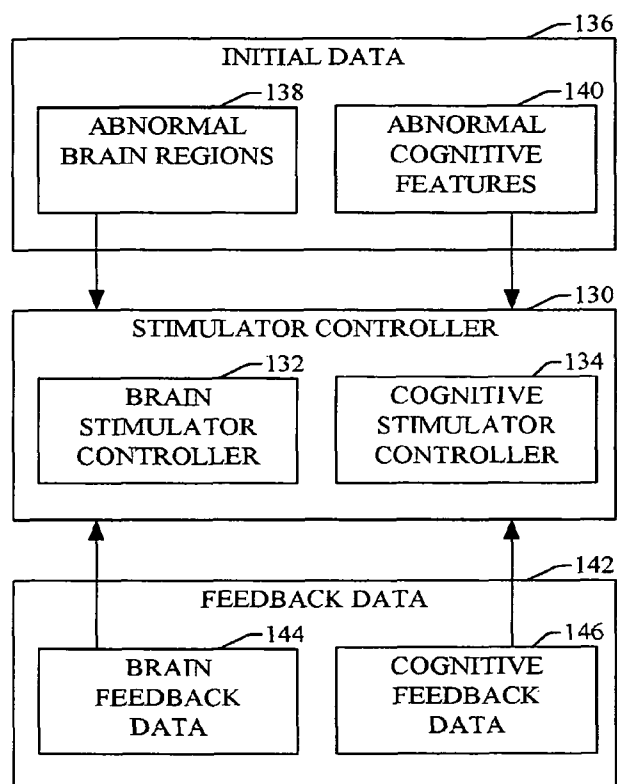 136
INITIAL DATA
138
ABNORMAL
BRAIN REGIONS
140
ABNORMAL
COGNITIVE
FEATURES
130
STIMULATOR CONTROLLER
132
BRAIN
STIMULATOR
CONTROLLER
134
COGNITIVE
STIMULATOR
CONTROLLER
142
FEEDBACK DATA
144
BRAIN
FEEDBACK
DATA
146
COGNITIVE
FEEDBACK
DATA